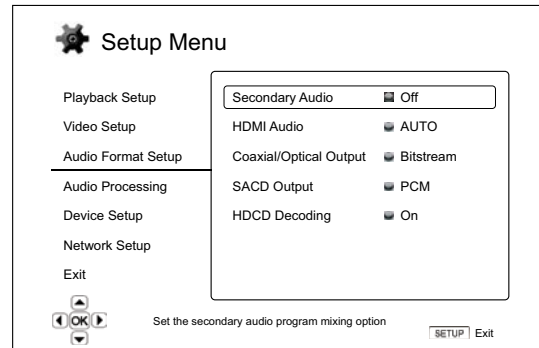 Setup Menu
Playback Setup
Video Setup
Audio Format Setup
Audio Processing
Device Setup
Network Setup
Exit
Secondary Audio Off
HDMI Audio AUTO
Coaxial/Optical Output Bitstream
SACD Output PCM
HDCD Decoding On
OK
Set the secondary audio program mixing option
SETUP Exit